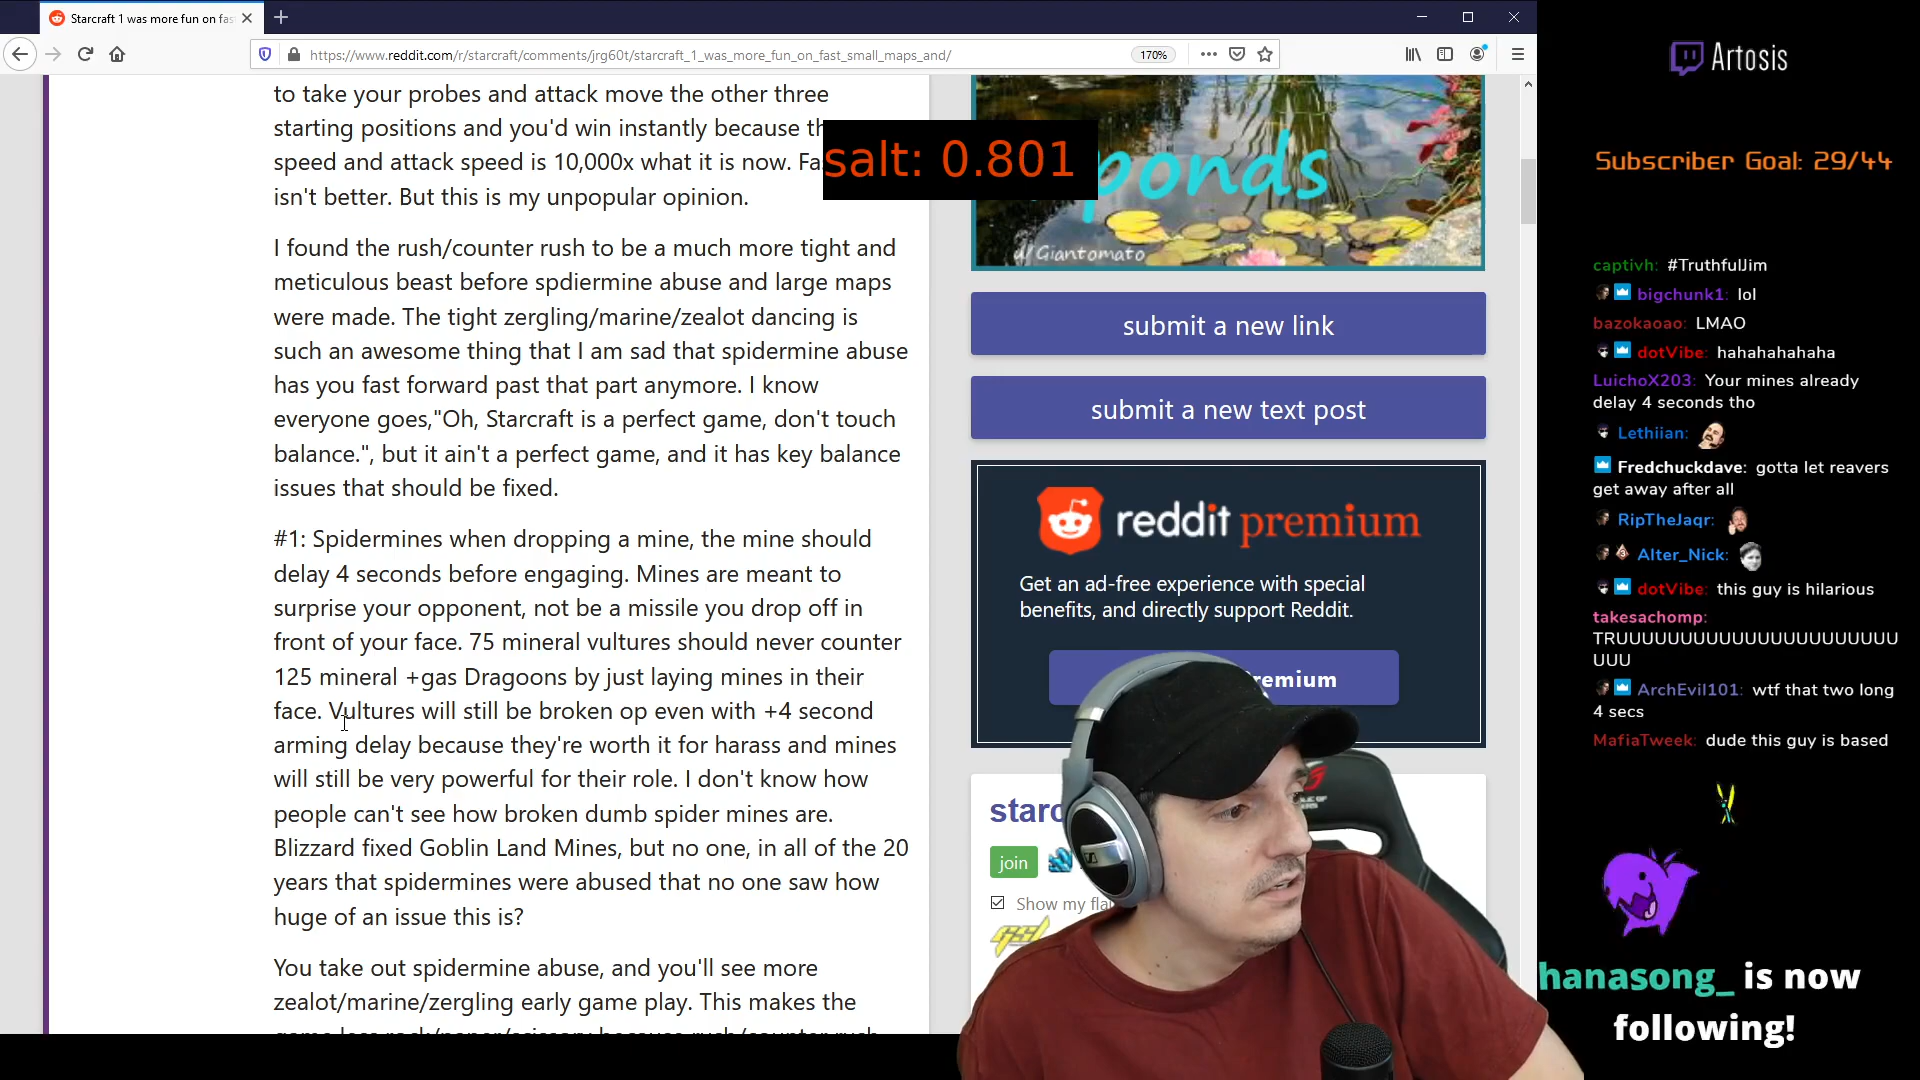 Starcraft 1 was more fun on fas
https://www.reddit.com/r/starcraft/comments/jrg60t/starcraft_1_was_more_fun_on_fast_small_maps_and/
170%
to take your probes and attack move the other three
starting positions and you'd win instantly because th
speed and attack speed is 10,000x what it is now. Fa
isn't better. But this is my unpopular opinion.
I found the rush/counter rush to be a much more tight and
meticulous beast before spdiermine abuse and large maps
were made. The tight zergling/marine/zealot dancing is
such an awesome thing that I am sad that spidermine abuse
has you fast forward past that part anymore. I know
everyone goes,"Oh, Starcraft is a perfect game, don't touch
balance.", but it ain't a perfect game, and it has key balance
issues that should be fixed.
#1: Spidermines when dropping a mine, the mine should
delay 4 seconds before engaging. Mines are meant to
surprise your opponent, not be a missile you drop off in
front of your face. 75 mineral vultures should never counter
125 mineral +gas Dragoons by just laying mines in their
face. Vultures will still be broken op even with +4 second
arming delay because they're worth it for harass and mines
will still be very powerful for their role. I don't know how
people can't see how broken dumb spider mines are.
Blizzard fixed Goblin Land Mines, but no one, in all of the 20
years that spidermines were abused that no one saw how
huge of an issue this is?
You take out spidermine abuse, and you'll see more
zealot/marine/zergling early game play. This makes the
salt: 0.801
ponds
d/Giantomato
submit a new link
submit a new text post
reddit premium
Get an ad-free experience with special
benefits, and directly support Reddit.
remium
starc
join
Show my fla
GSL
Artosis
Subscriber Goal: 29/44
captivh: #TruthfulJim
bigchunk1: lol
bazokaoao: LMAO
dotVibe: hahahahahaha
LuichoX203: Your mines already
delay 4 seconds tho
Lethiian:
Fredchuckdave: gotta let reavers
get away after all
RipTheJaqr:
Alter_Nick:
dotVibe: this guy is hilarious
takesachomp:
TRUUUUUUUUUUUUUUUUUUUUUU
UUU
ArchEvil101: wtf that two long
4 secs
MafiaTweek: dude this guy is based
hanasong_ is now
following!